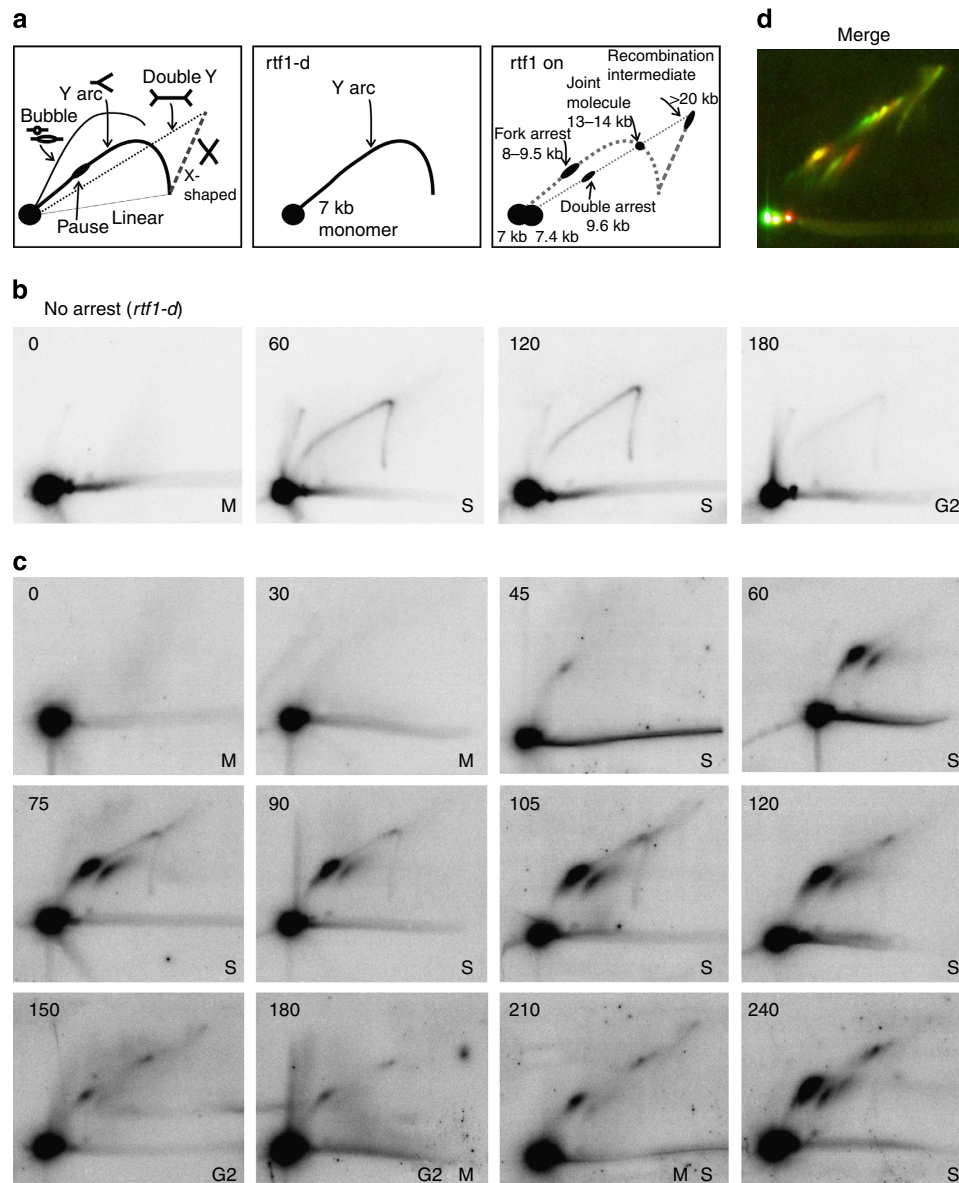 a
Bubble
Y arc
Double Y
X-
shaped
Pause
Linear
rtf1-d
Y arc
7 kb
monomer
rtf1 on
Recombination
intermediate
Joint
molecule
13–14 kb
>20 kb
Fork arrest
8–9.5 kb
Double arrest
9.6 kb
7 kb 7.4 kb
d
Merge
b
No arrest (rtf1-d)
0
M
60
S
120
S
180
G2
c
0
M
30
M
45
S
60
S
75
S
90
S
105
S
120
S
150
G2
180
G2 M
210
M S
240
S